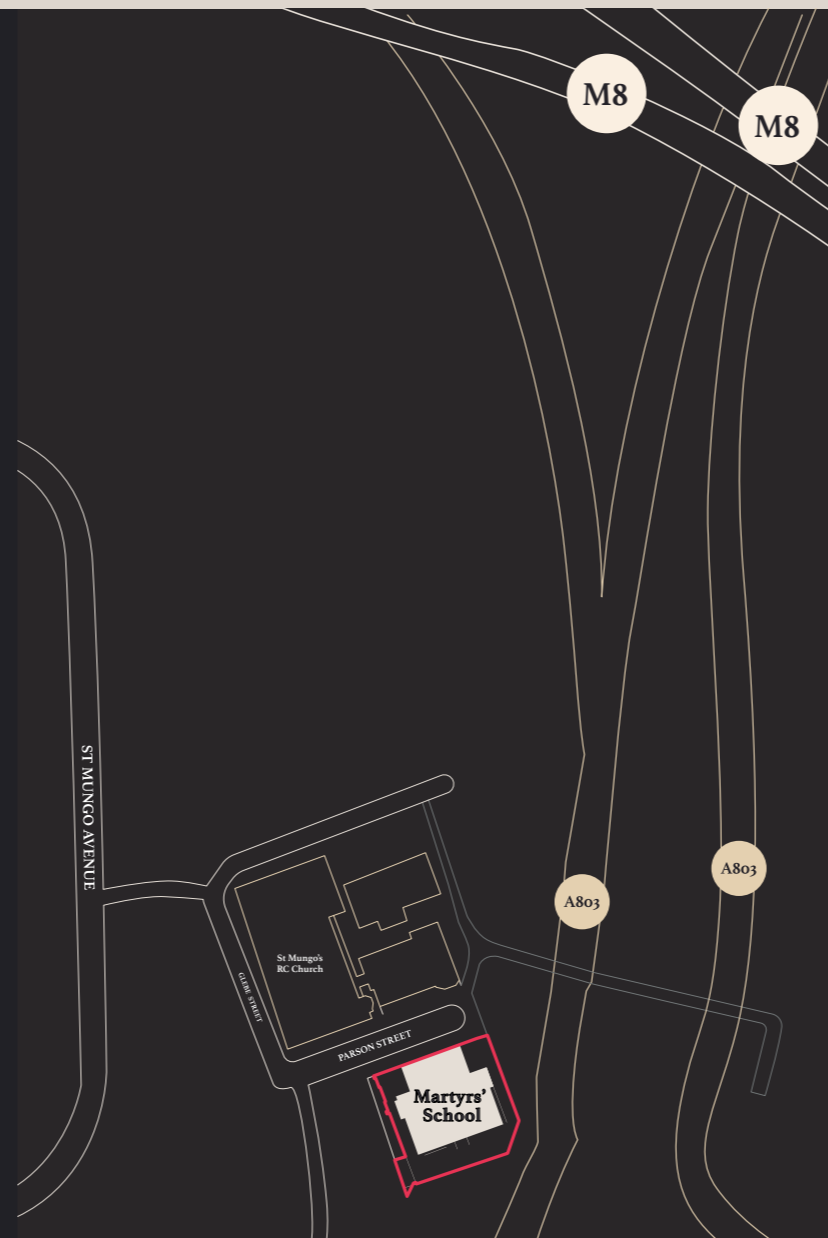 M8
M8
ST MUNGO AVENUE
A803
A803
St Mungo's
RC Church
GLEBE STREET
PARSON STREET
Martyrs'
School